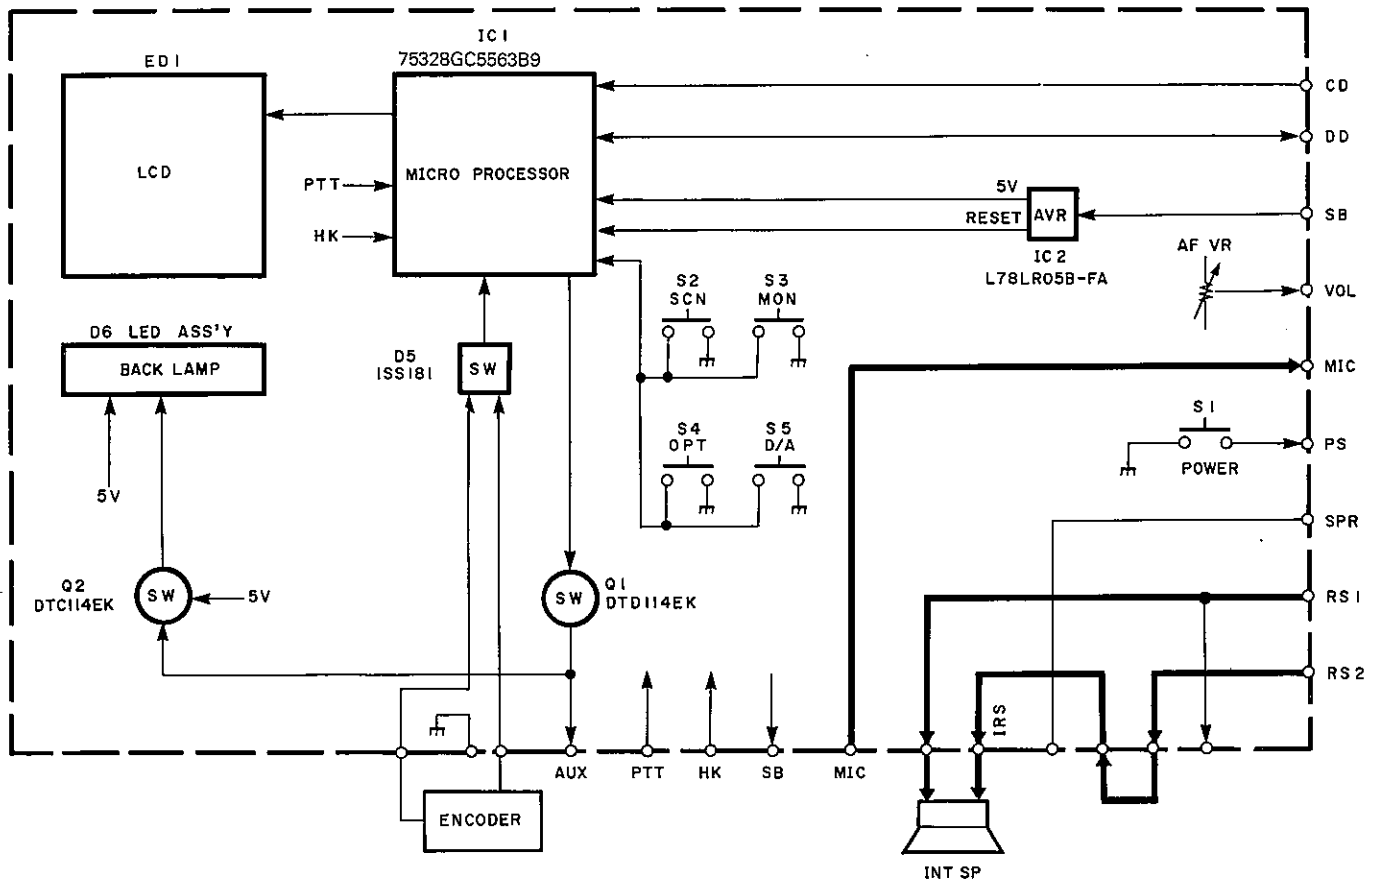 IC1
75328GC5563B9
ED1
LCD
MICRO PROCESSOR
PTT
HK
CD
DD
5V
RESET
AVR
SB
IC2
L78LR05B-FA
AF VR
VOL
S2
SCN
S3
MON
D6 LED ASS'Y
BACK LAMP
D5
1SS181
SW
MIC
S4
OPT
S5
D/A
S1
POWER
PS
5V
SPR
Q2
DTC114EK
SW
5V
SW
Q1
DTD114EK
RS1
RS2
IRS
AUX
PTT
HK
SB
MIC
ENCODER
INT SP